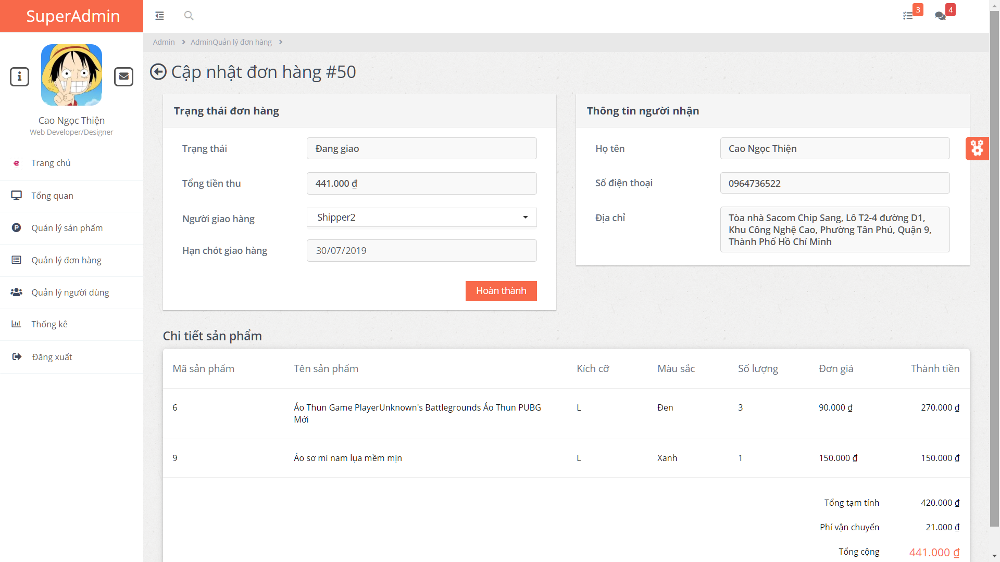 SuperAdmin
3
4
Admin
AdminQuản lý đơn hàng
Cập nhật đơn hàng #50
Cao Ngọc Thiện
Web Developer/Designer
Trang chủ
Tổng quan
Quản lý sản phẩm
Quản lý đơn hàng
Quản lý người dùng
Thống kê
Đăng xuất
Trạng thái đơn hàng
Trạng thái
Đang giao
Tổng tiền thu
441.000 ₫
Người giao hàng
Shipper2
Hạn chót giao hàng
30/07/2019
Hoàn thành
Thông tin người nhận
Họ tên
Cao Ngọc Thiện
Số điện thoại
0964736522
Địa chỉ
Tòa nhà Sacom Chip Sang, Lô T2-4 đường D1,
Khu Công Nghệ Cao, Phường Tân Phú, Quận 9,
Thành Phố Hồ Chí Minh
Chi tiết sản phẩm
Mã sản phẩm Tên sản phẩm Kích cỡ Màu sắc Số lượng Đơn giá Thành tiền
6 Áo Thun Game PlayerUnknown's Battlegrounds Áo Thun PUBG L Đen 3 90.000 ₫ 270.000 ₫
Mới
9 Áo sơ mi nam lụa mềm mịn L Xanh 1 150.000 ₫ 150.000 ₫
Tổng tạm tính 420.000 ₫
Phí vận chuyển 21.000 ₫
Tổng cộng 441.000 ₫